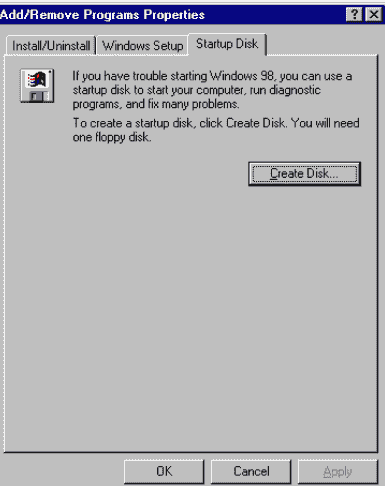 Add/Remove Programs Properties
Install/Uninstall Windows Setup Startup Disk
If you have trouble starting Windows 98, you can use a
startup disk to start your computer, run diagnostic
programs, and fix many problems.
To create a startup disk, click Create Disk. You will need
one floppy disk.
Create Disk...
OK Cancel Apply